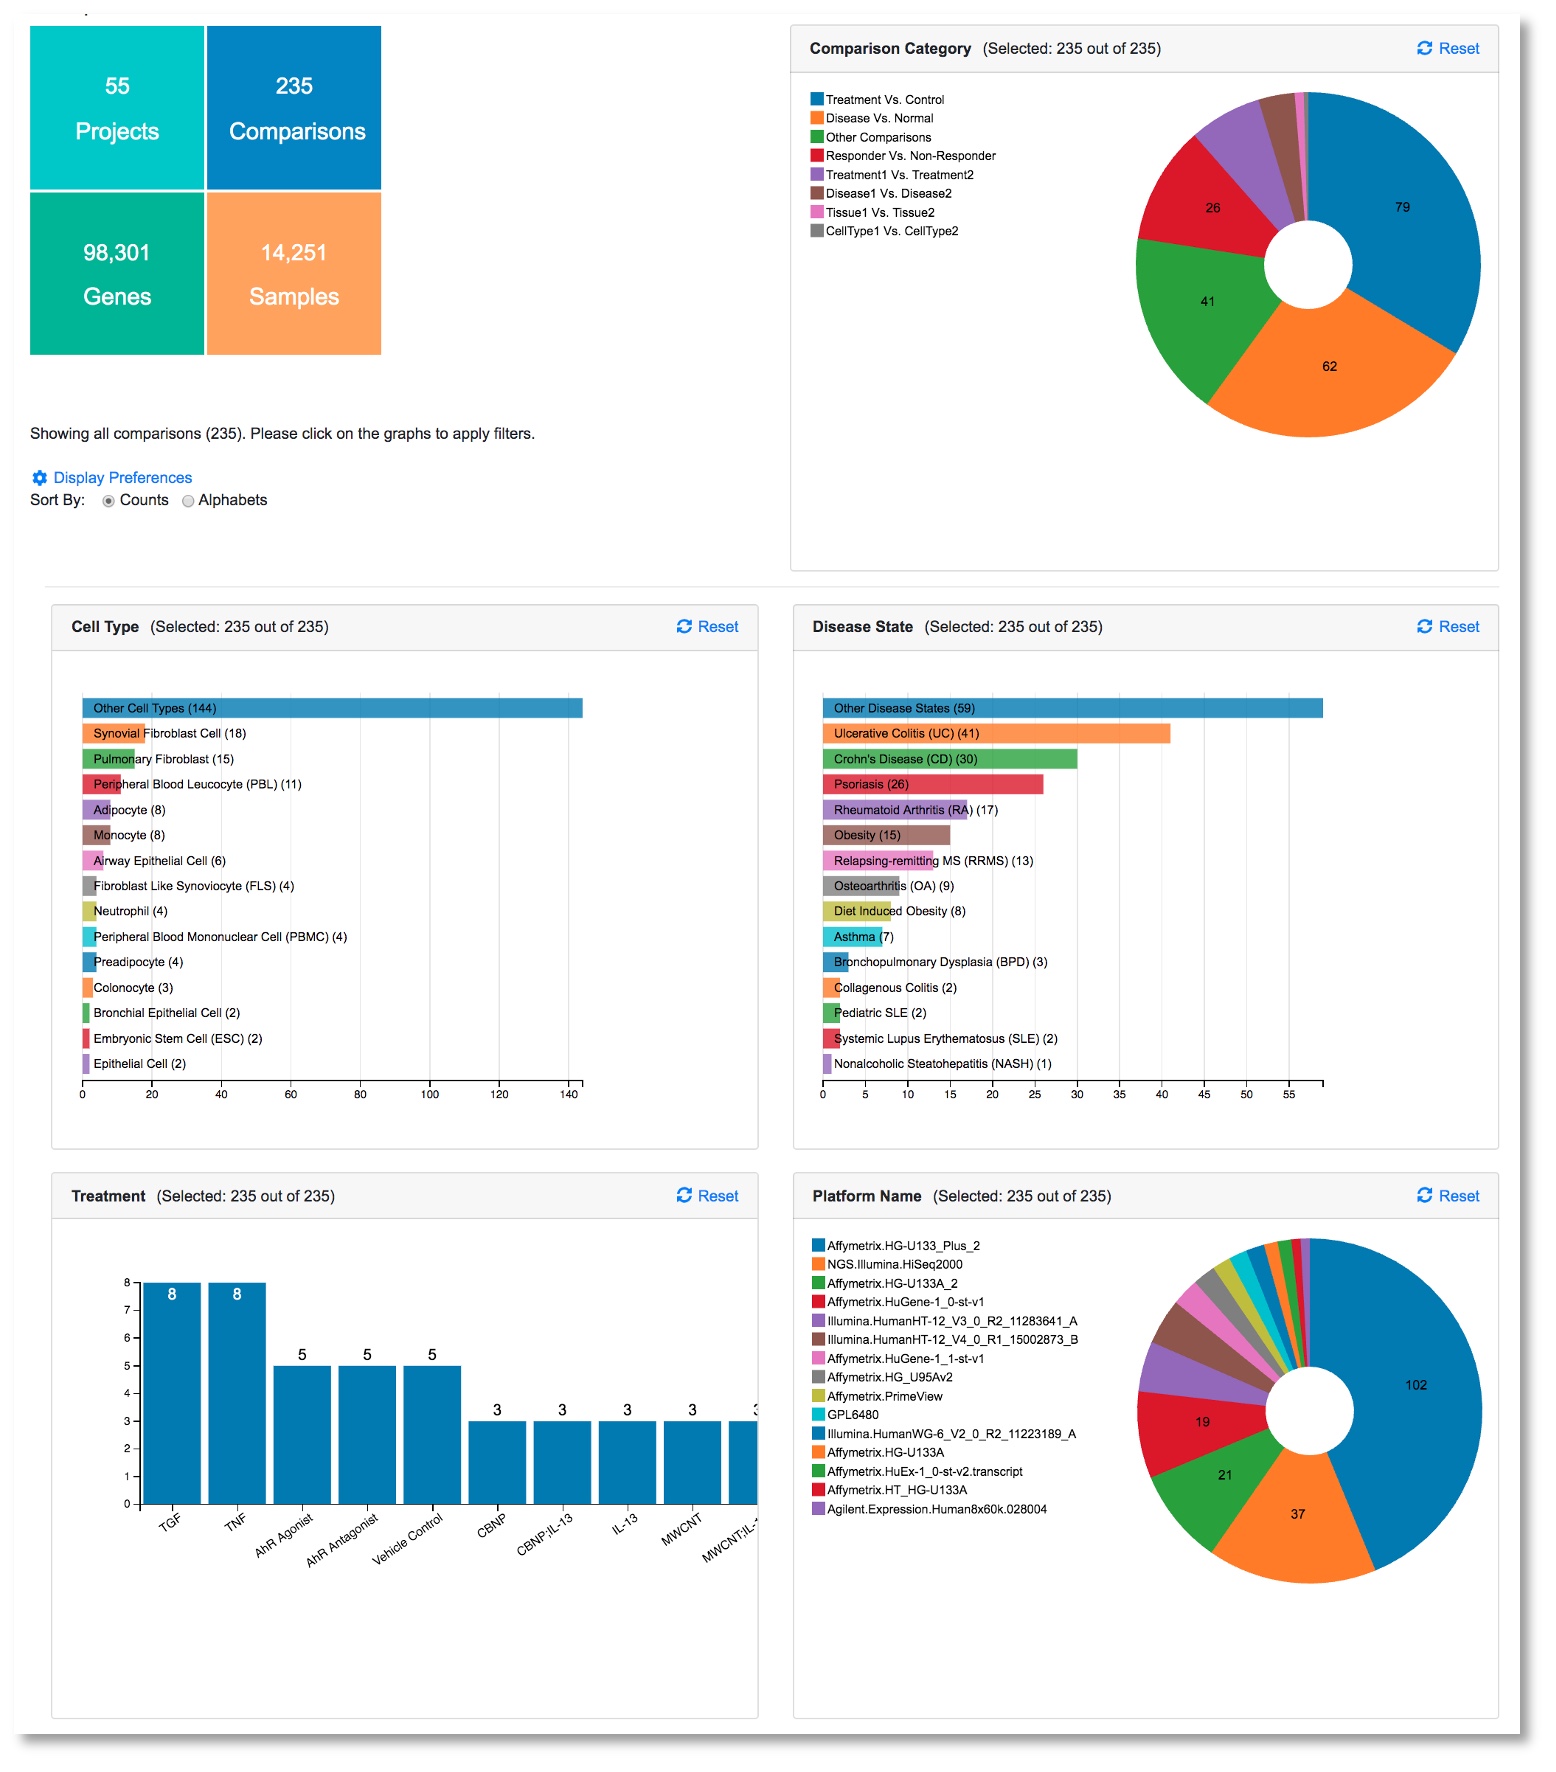 55
Projects
235
Comparisons
98,301
Genes
14,251
Samples
Showing all comparisons (235). Please click on the graphs to apply filters.
Display Preferences
Sort By: Counts Alphabets
Comparison Category (Selected: 235 out of 235) Reset
Treatment Vs. Control
Disease Vs. Normal
Other Comparisons
Responder Vs. Non-Responder
Treatment1 Vs. Treatment2
Disease1 Vs. Disease2
Tissue1 Vs. Tissue2
CellType1 Vs. CellType2
79
62
41
26
Cell Type (Selected: 235 out of 235) Reset
Other Cell Types (144)
Synovial Fibroblast Cell (18)
Pulmonary Fibroblast (15)
Peripheral Blood Leucocyte (PBL) (11)
Adipocyte (8)
Monocyte (8)
Airway Epithelial Cell (6)
Fibroblast Like Synoviocyte (FLS) (4)
Neutrophil (4)
Peripheral Blood Mononuclear Cell (PBMC) (4)
Preadipocyte (4)
Colonocyte (3)
Bronchial Epithelial Cell (2)
Embryonic Stem Cell (ESC) (2)
Epithelial Cell (2)
0 20 40 60 80 100 120 140
Disease State (Selected: 235 out of 235) Reset
Other Disease States (59)
Ulcerative Colitis (UC) (41)
Crohn's Disease (CD) (30)
Psoriasis (26)
Rheumatoid Arthritis (RA) (17)
Obesity (15)
Relapsing-remitting MS (RRMS) (13)
Osteoarthritis (OA) (9)
Diet Induced Obesity (8)
Asthma (7)
Bronchopulmonary Dysplasia (BPD) (3)
Collagenous Colitis (2)
Pediatric SLE (2)
Systemic Lupus Erythematosus (SLE) (2)
Nonalcoholic Steatohepatitis (NASH) (1)
0 5 10 15 20 25 30 35 40 45 50 55
Treatment (Selected: 235 out of 235) Reset
8
7
6
5
4
3
2
1
0
8 8 5 5 5 3 3 3 3 3
TGF
TNF
AhR Agonist
AhR Antagonist
Vehicle Control
CBNP
CBNP;IL-13
IL-13
MWCNT
MWCNT;IL-
Platform Name (Selected: 235 out of 235) Reset
Affymetrix.HG-U133_Plus_2
NGS.Illumina.HiSeq2000
Affymetrix.HG-U133A_2
Affymetrix.HuGene-1_0-st-v1
Illumina.HumanHT-12_V3_0_R2_11283641_A
Illumina.HumanHT-12_V4_0_R1_15002873_B
Affymetrix.HuGene-1_1-st-v1
Affymetrix.HG_U95Av2
Affymetrix.PrimeView
GPL6480
Illumina.HumanWG-6_V2_0_R2_11223189_A
Affymetrix.HG-U133A
Affymetrix.HuEx-1_0-st-v2.transcript
Affymetrix.HT_HG-U133A
Agilent.Expression.Human8x60k.028004
102
37
21
19